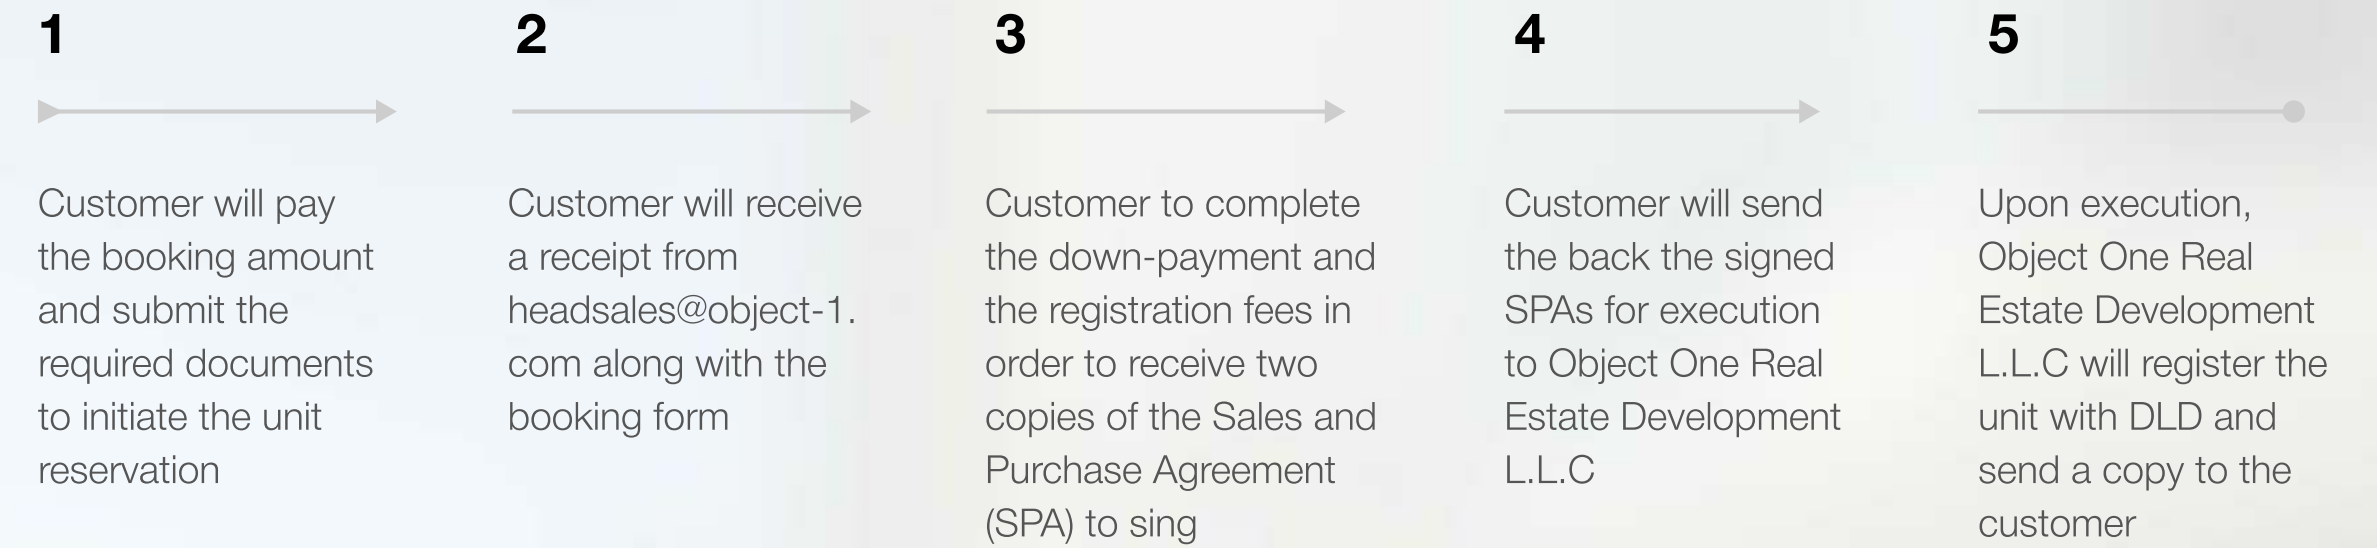 1
Customer will pay
the booking amount
and submit the
required documents
to initiate the unit
reservation
2
Customer will receive
a receipt from
headsales@object-1.
com along with the
booking form
3
Customer to complete
the down-payment and
the registration fees in
order to receive two
copies of the Sales and
Purchase Agreement
(SPA) to sing
4
Customer will send
the back the signed
SPAs for execution
to Object One Real
Estate Development
L.L.C
5
Upon execution,
Object One Real
Estate Development
L.L.C will register the
unit with DLD and
send a copy to the
customer